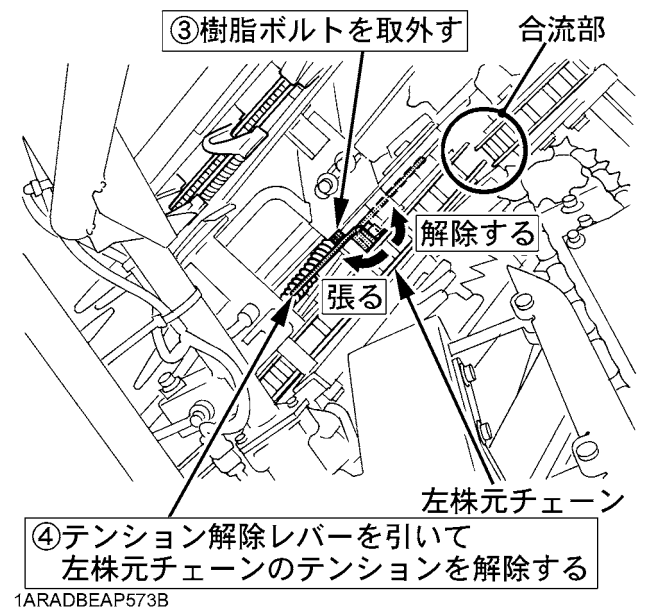 ③樹脂ボルトを取外す
合流部
解除する
張る
左株元チェーン
④テンション解除レバーを引いて
左株元チェーンのテンションを解除する
1ARADBEAP573B